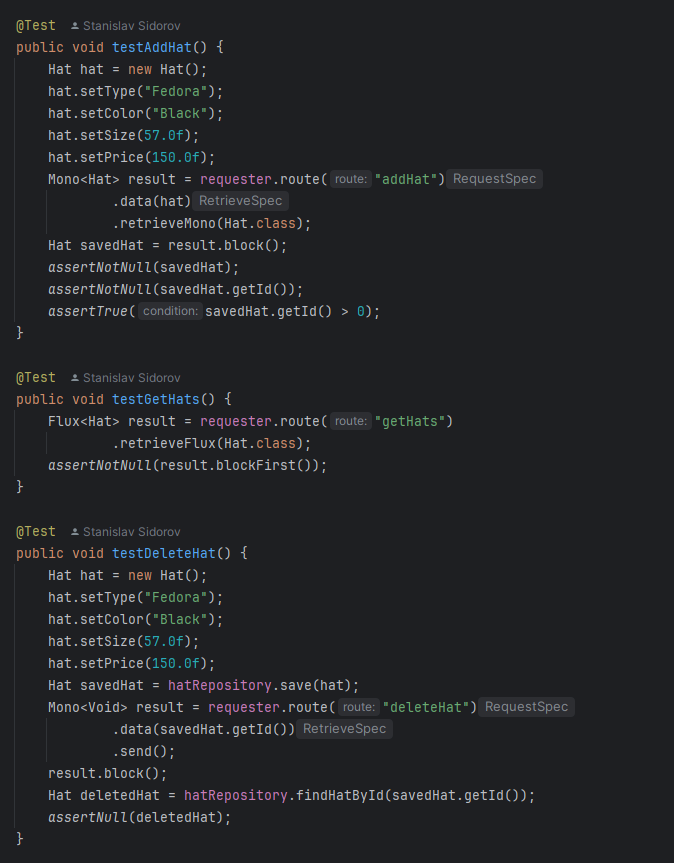 @Test Stanislav Sidorov
public void testAddHat() {
Hat hat = new Hat();
hat.setType("Fedora");
hat.setColor("Black");
hat.setSize(57.0f);
hat.setPrice(150.0f);
Mono<Hat> result = requester.route( route: "addHat") RequestSpec
.data(hat) RetrieveSpec
.retrieveMono(Hat.class);
Hat savedHat = result.block();
assertNotNull(savedHat);
assertNotNull(savedHat.getId());
assertTrue( condition: savedHat.getId() > 0);
}
@Test Stanislav Sidorov
public void testGetHats() {
Flux<Hat> result = requester.route( route: "getHats")
.retrieveFlux(Hat.class);
assertNotNull(result.blockFirst());
}
@Test Stanislav Sidorov
public void testDeleteHat() {
Hat hat = new Hat();
hat.setType("Fedora");
hat.setColor("Black");
hat.setSize(57.0f);
hat.setPrice(150.0f);
Hat savedHat = hatRepository.save(hat);
Mono<Void> result = requester.route( route: "deleteHat") RequestSpec
.data(savedHat.getId()) RetrieveSpec
.send();
result.block();
Hat deletedHat = hatRepository.findHatById(savedHat.getId());
assertNull(deletedHat);
}